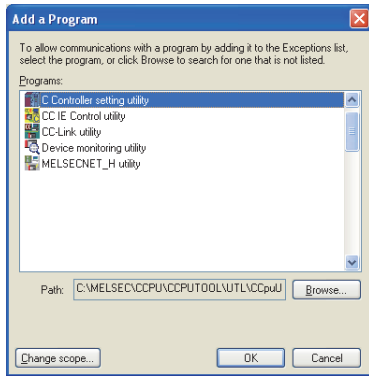 Add a Program
To allow communications with a program by adding it to the Exceptions list,
select the program, or click Browse to search for one that is not listed.
Programs:
C Controller setting utility
CC IE Control utility
CC-Link utility
Device monitoring utility
MELSECNET_H utility
Path: C:\MELSEC\CCPU\CCPUTOOL\UTL\CCpuU Browse...
Change scope... OK Cancel